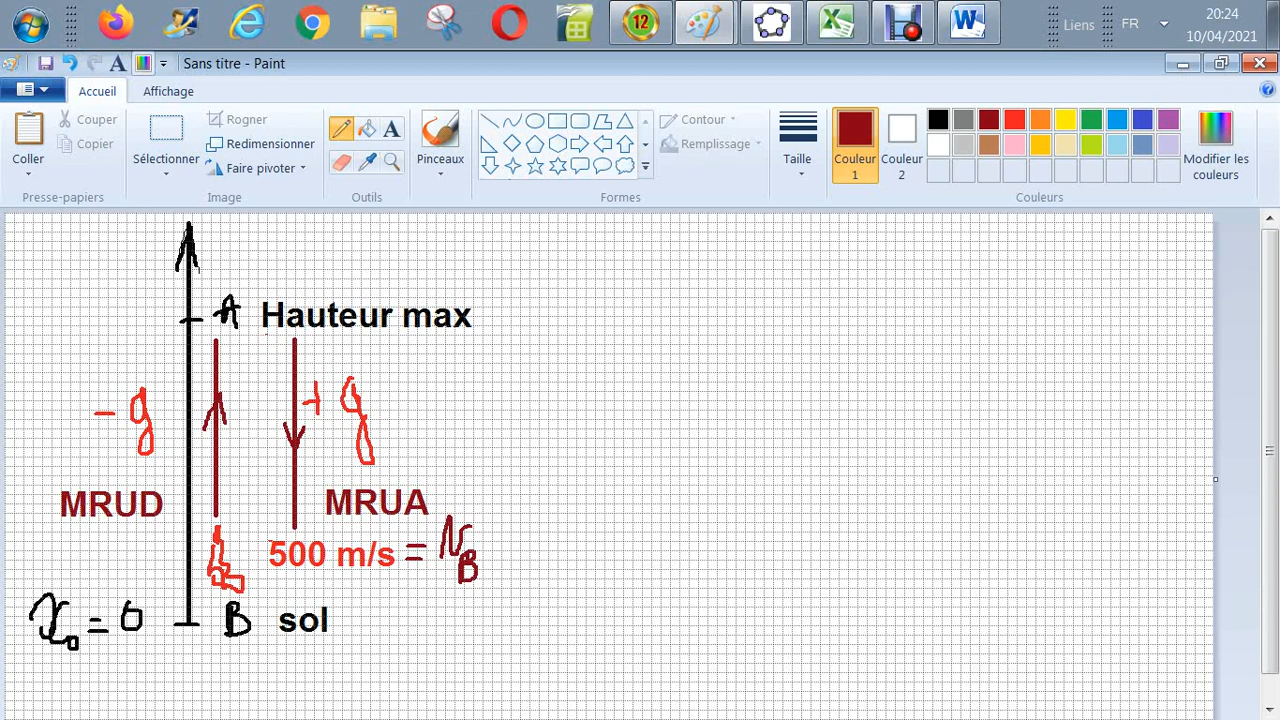 12
Liens
FR
20:24
10/04/2021
Sans titre - Paint
Accueil
Affichage
Coller
Couper
Copier
Presse-papiers
Sélectionner
Rogner
Redimensionner
Faire pivoter
Image
Outils
Pinceaux
Contour
Remplissage
Formes
Taille
Couleur 1
Couleur 2
Modifier les couleurs
Couleurs
A Hauteur max
- g
+ g
MRUD
MRUA
500 m/s = V_B
X₀ = 0
B sol